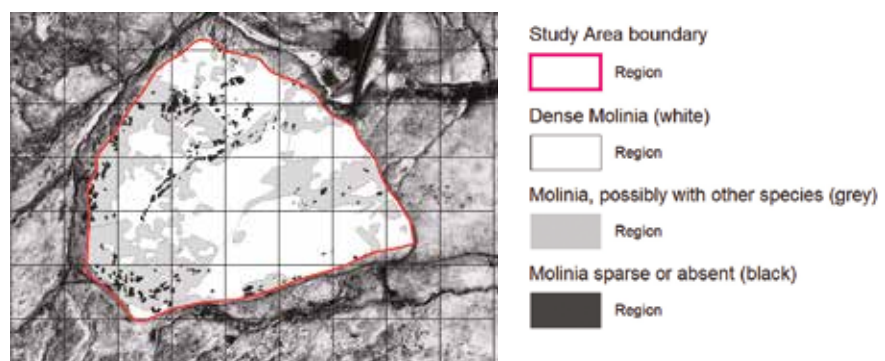 Study Area boundary
Region
Dense Molinia (white)
Region
Molinia, possibly with other species (grey)
Region
Molinia sparse or absent (black)
Region